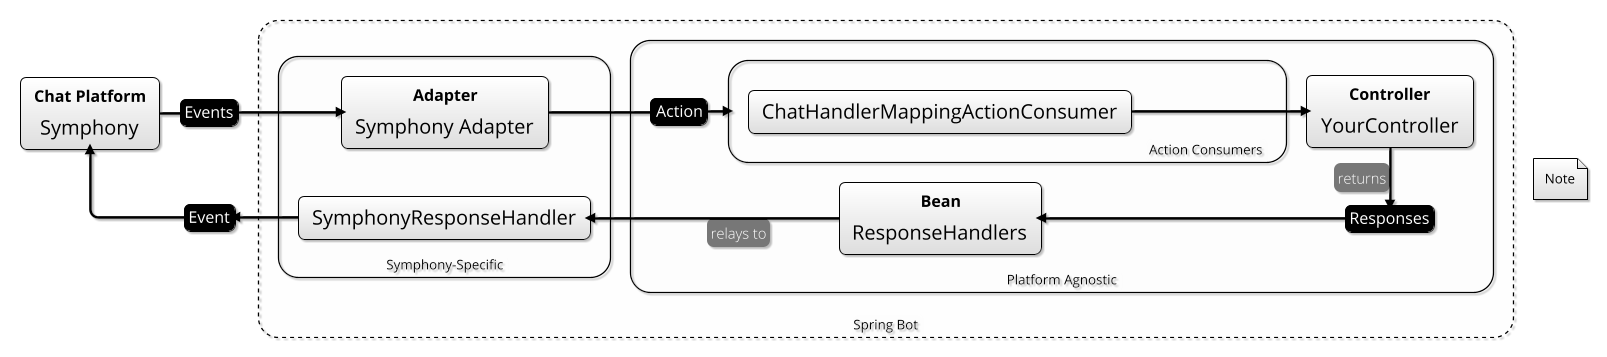 Chat Platform
Symphony
Events
Adapter
Symphony Adapter
Action
ChatHandlerMappingActionConsumer
Action Consumers
Controller
YourController
returns
Responses
Bean
ResponseHandlers
relays to
SymphonyResponseHandler
Event
Symphony-Specific
Platform Agnostic
Spring Bot
Note